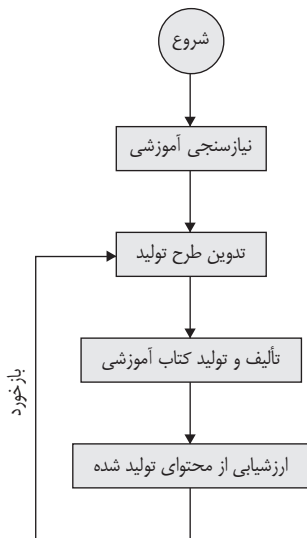 شروع
نیازسنجی آموزشی
تدوین طرح تولید
تألیف و تولید کتاب آموزشی
ارزشیابی از محتوای تولید شده
بازخورد